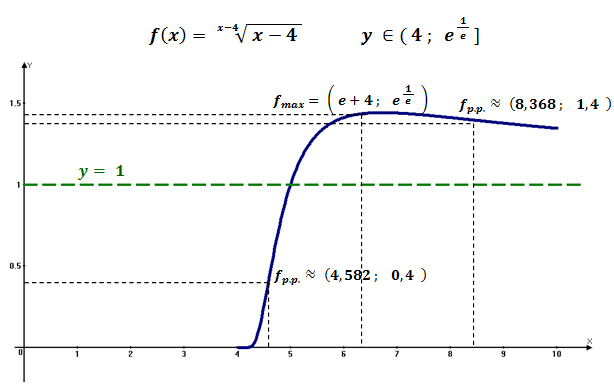 f(x) = ˣ⁻⁴√(x − 4) y ∈ ( 4 ; e^(1/e) ]
Y
1.5
f_max = ( e + 4 ; e^(1/e) )
f_p.p. ≈ (8,368 ; 1,4 )
y = 1
1
0.5
f_p.p. ≈ (4,582 ; 0,4 )
X
0 1 2 3 4 5 6 7 8 9 10